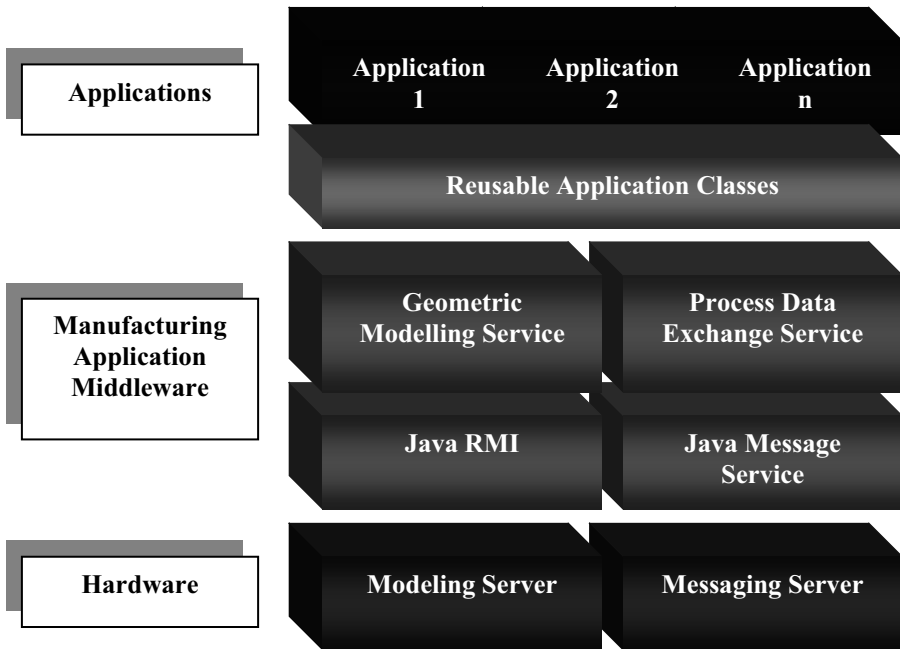 Applications
Application
1
Application
2
Application
n
Reusable Application Classes
Manufacturing
Application
Middleware
Geometric
Modelling Service
Process Data
Exchange Service
Java RMI
Java Message
Service
Hardware
Modeling Server
Messaging Server